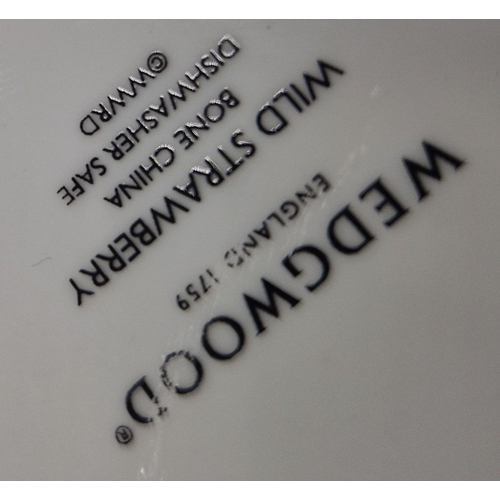 WEDGWOOD®
ENGLAND 1759
WILD STRAWBERRY
BONE CHINA
DISHWASHER SAFE
©WWRD